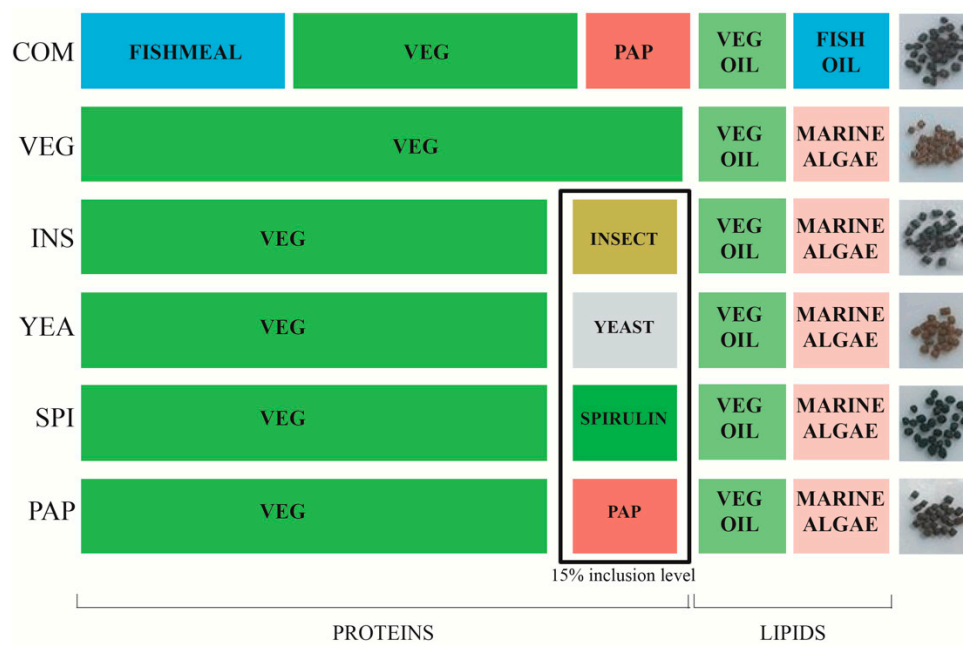 COM FISHMEAL VEG PAP VEG OIL FISH OIL
VEG VEG VEG OIL MARINE ALGAE
INS VEG INSECT VEG OIL MARINE ALGAE
YEA VEG YEAST VEG OIL MARINE ALGAE
SPI VEG SPIRULIN VEG OIL MARINE ALGAE
PAP VEG PAP VEG OIL MARINE ALGAE
15% inclusion level
PROTEINS LIPIDS